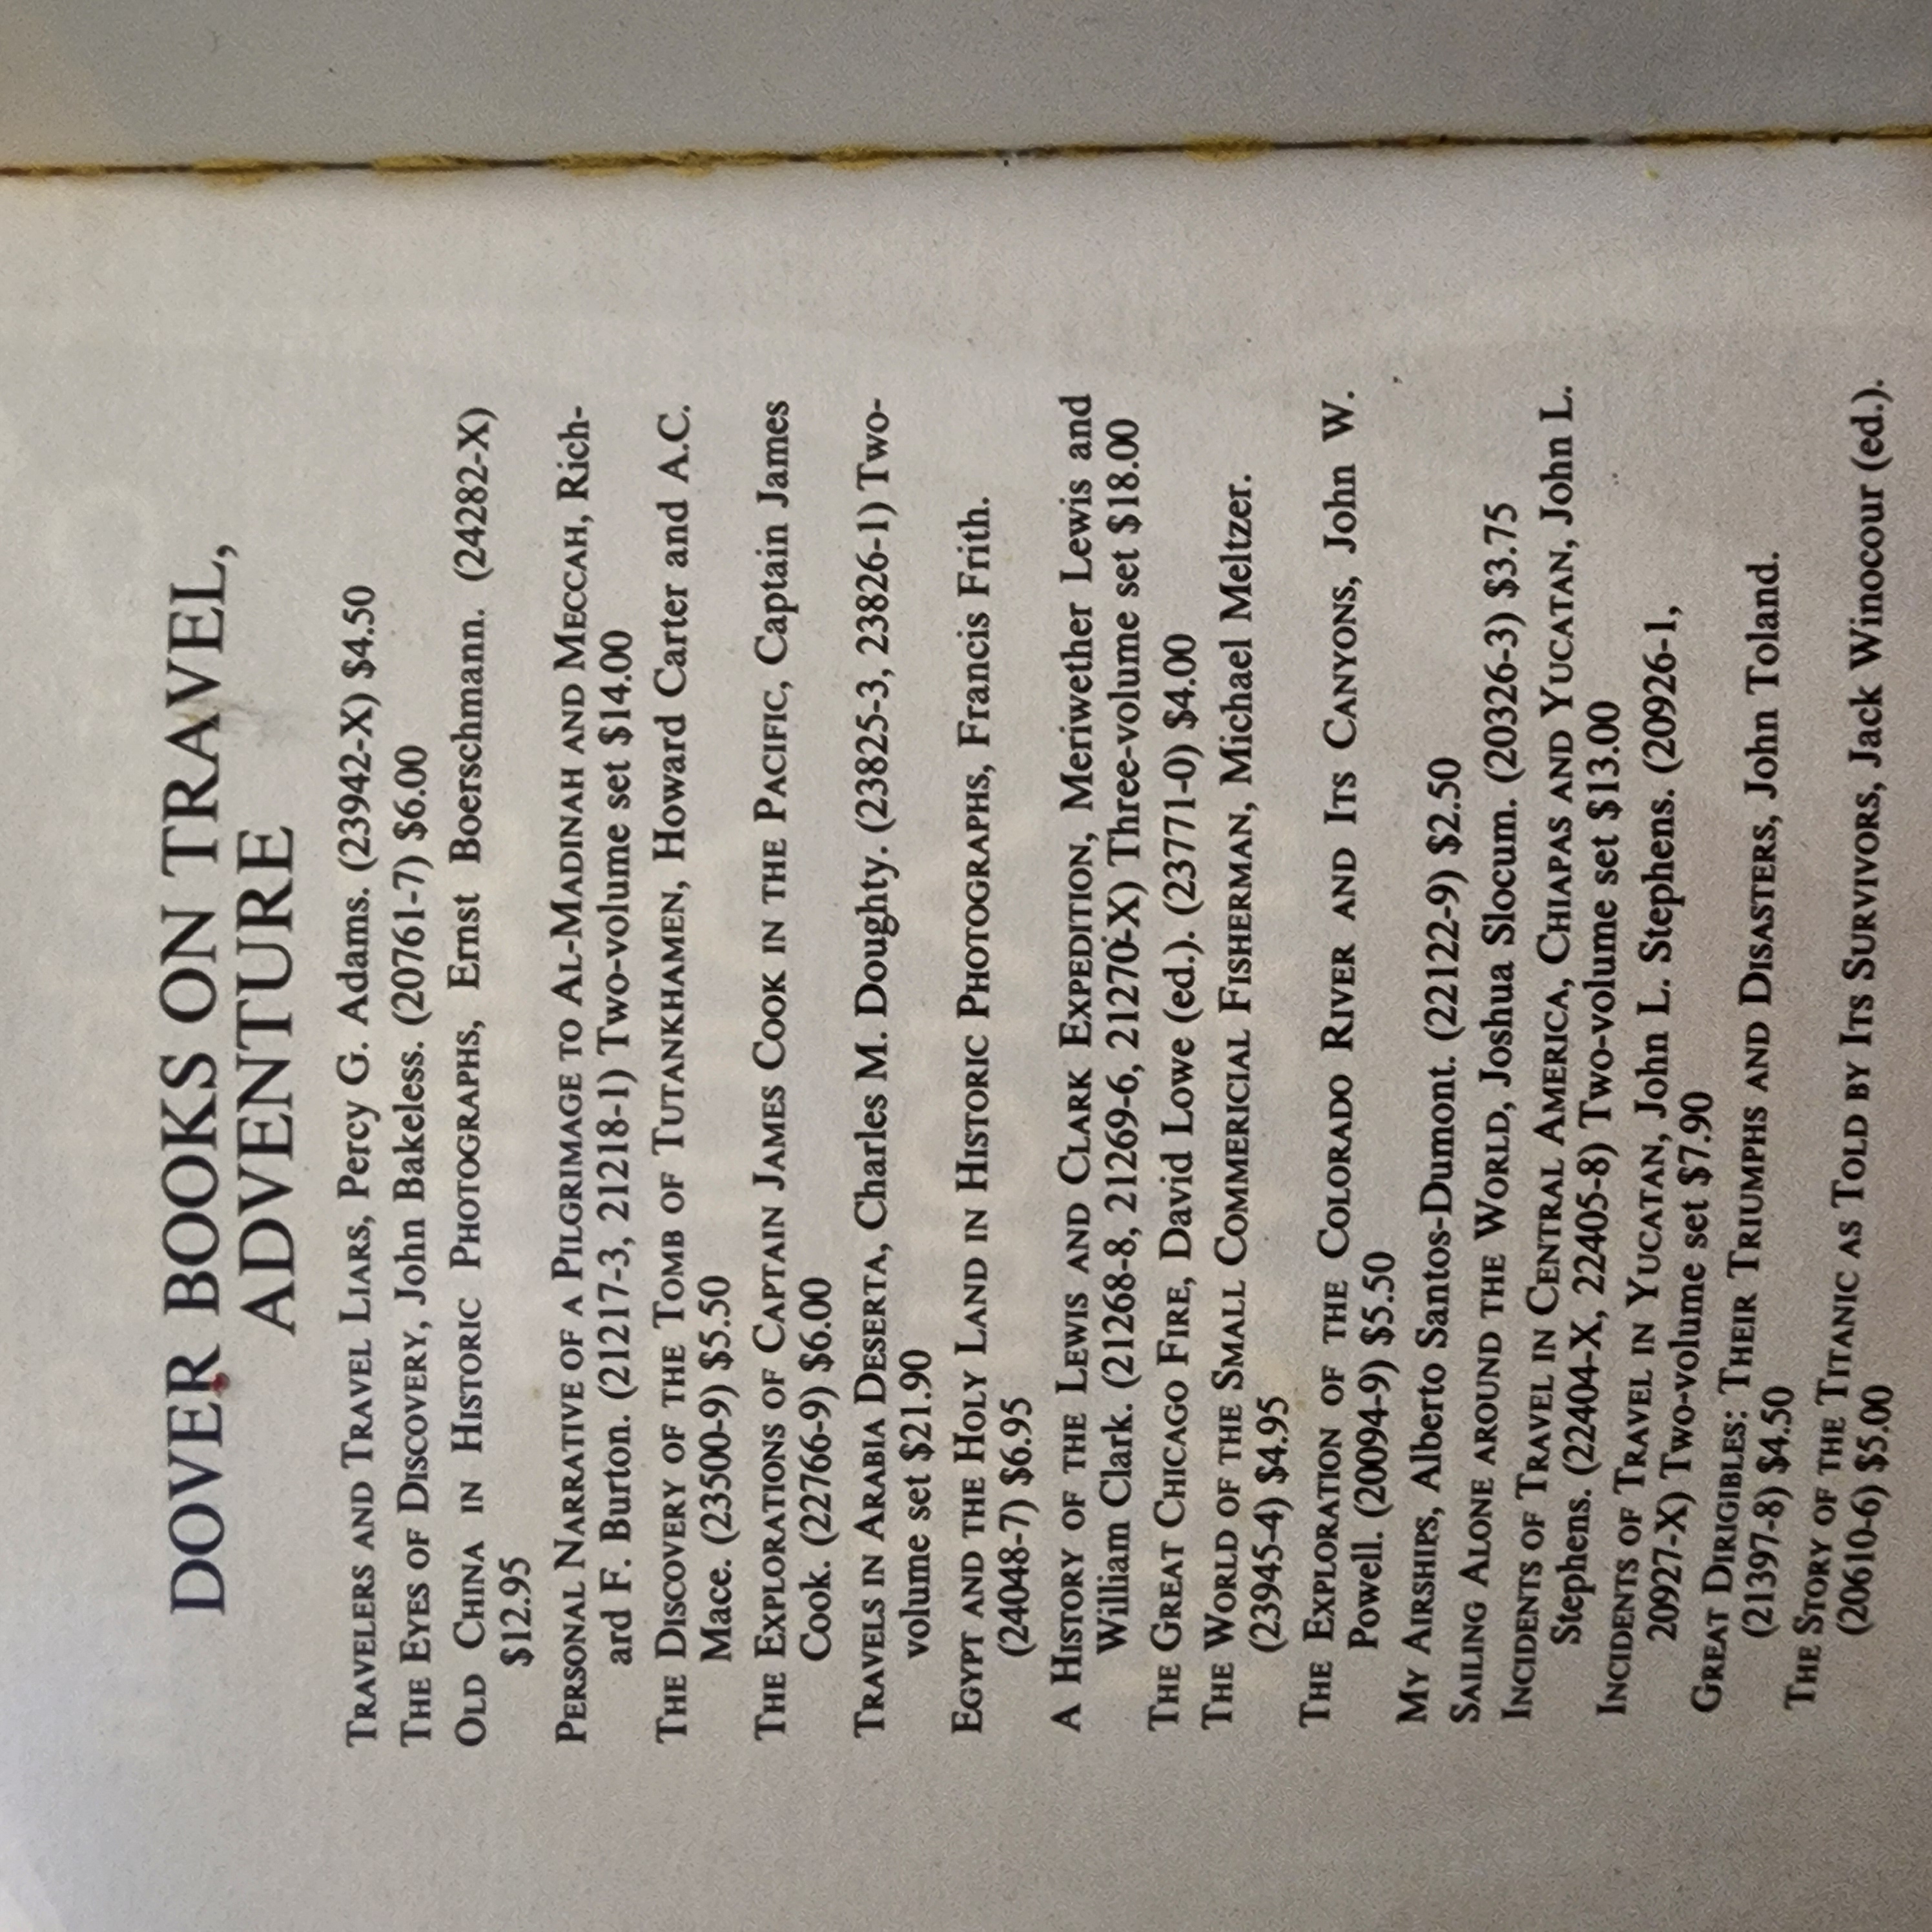 DOVER BOOKS ON TRAVEL,
ADVENTURE
TRAVELERS AND TRAVEL LIARS, Percy G. Adams. (23942-X) $4.50
THE EYES OF DISCOVERY, John Bakeless. (20761-7) $6.00
OLD CHINA IN HISTORIC PHOTOGRAPHS, Ernst Boerschmann. (24282-X)
$12.95
PERSONAL NARRATIVE OF A PILGRIMAGE TO AL-MADINAH AND MECCAH, Rich-
ard F. Burton. (21217-3, 21218-1) Two-volume set $14.00
THE DISCOVERY OF THE TOMB OF TUTANKHAMEN, Howard Carter and A.C.
Mace. (23500-9) $5.50
THE EXPLORATIONS OF CAPTAIN JAMES COOK IN THE PACIFIC, Captain James
Cook. (22766-9) $6.00
TRAVELS IN ARABIA DESERTA, Charles M. Doughty. (23825-3, 23826-1) Two-
volume set $21.90
EGYPT AND THE HOLY LAND IN HISTORIC PHOTOGRAPHS, Francis Frith.
(24048-7) $6.95
A HISTORY OF THE LEWIS AND CLARK EXPEDITION, Meriwether Lewis and
William Clark. (21268-8, 21269-6, 21270-X) Three-volume set $18.00
THE GREAT CHICAGO FIRE, David Lowe (ed.). (23771-0) $4.00
THE WORLD OF THE SMALL COMMERICIAL FISHERMAN, Michael Meltzer.
(23945-4) $4.95
THE EXPLORATION OF THE COLORADO RIVER AND ITS CANYONS, John W.
Powell. (20094-9) $5.50
MY AIRSHIPS, Alberto Santos-Dumont. (22122-9) $2.50
SAILING ALONE AROUND THE WORLD, Joshua Slocum. (20326-3) $3.75
INCIDENTS OF TRAVEL IN CENTRAL AMERICA, CHIAPAS AND YUCATAN, John L.
Stephens. (22404-X, 22405-8) Two-volume set $13.00
INCIDENTS OF TRAVEL IN YUCATAN, John L. Stephens. (20926-1,
20927-X) Two-volume set $7.90
GREAT DIRIGIBLES: THEIR TRIUMPHS AND DISASTERS, John Toland.
(21397-8) $4.50
THE STORY OF THE TITANIC AS TOLD BY ITS SURVIVORS, Jack Winocour (ed.).
(20610-6) $5.00